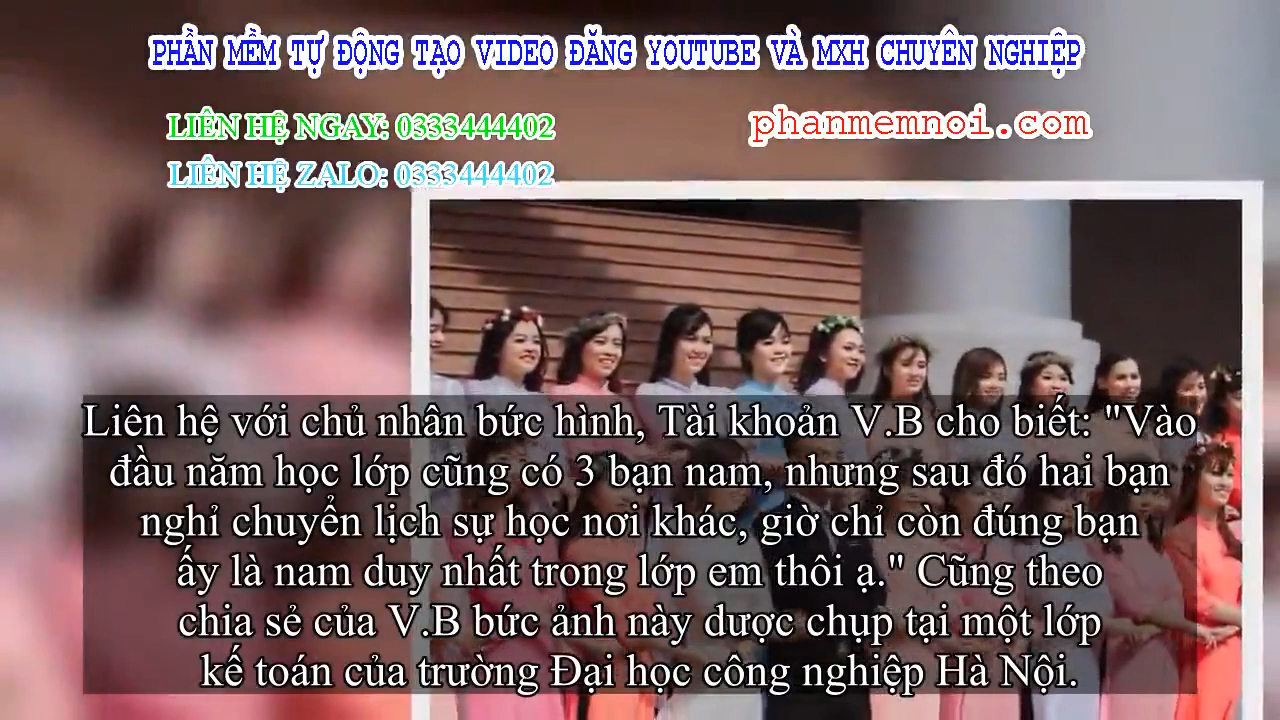 PHẦN MỀM TỰ ĐỘNG TẠO VIDEO ĐĂNG YOUTUBE VÀ MXH CHUYÊN NGHIỆP
LIÊN HỆ NGAY: 0333444402
phanmemnoi.com
LIÊN HỆ ZALO: 0333444402
Liên hệ với chủ nhân bức hình, Tài khoản V.B cho biết: "Vào
đầu năm học lớp cũng có 3 bạn nam, nhưng sau đó hai bạn
nghỉ chuyển lịch sự học nơi khác, giờ chỉ còn đúng bạn
ấy là nam duy nhất trong lớp em thôi ạ." Cũng theo
chia sẻ của V.B bức ảnh này dược chụp tại một lớp
kế toán của trường Đại học công nghiệp Hà Nội.